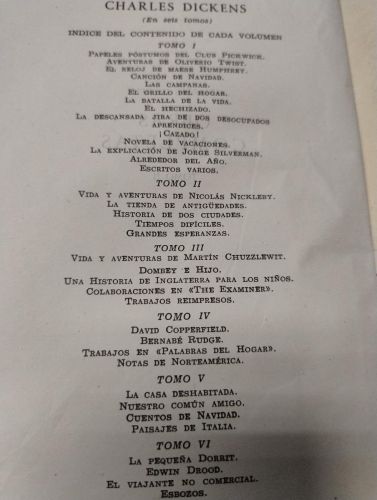 CHARLES DICKENS
(En seis tomos)
INDICE DEL CONTENIDO DE CADA VOLUMEN
TOMO I
PAPELES PÓSTUMOS DEL CLUB PICKWICK.
AVENTURAS DE OLIVERIO TWIST.
EL RELOJ DE MAESE HUMPHREY.
CANCIÓN DE NAVIDAD.
LAS CAMPANAS.
EL GRILLO DEL HOGAR.
LA BATALLA DE LA VIDA.
EL HECHIZADO.
LA DESCANSADA JIRA DE DOS DESOCUPADOS
APRENDICES.
¡CAZADO!
NOVELA DE VACACIONES.
LA EXPLICACIÓN DE JORGE SILVERMAN.
ALREDEDOR DEL AÑO.
ESCRITOS VARIOS.
TOMO II
VIDA Y AVENTURAS DE NICOLÁS NICKLEBY.
LA TIENDA DE ANTIGÜEDADES.
HISTORIA DE DOS CIUDADES.
TIEMPOS DIFÍCILES.
GRANDES ESPERANZAS.
TOMO III
VIDA Y AVENTURAS DE MARTÍN CHUZZLEWIT.
DOMBEY E HIJO.
UNA HISTORIA DE INGLATERRA PARA LOS NIÑOS.
COLABORACIONES EN «THE EXAMINER».
TRABAJOS REIMPRESOS.
TOMO IV
DAVID COPPERFIELD.
BERNABÉ RUDGE.
TRABAJOS EN «PALABRAS DEL HOGAR».
NOTAS DE NORTEAMÉRICA.
TOMO V
LA CASA DESHABITADA.
NUESTRO COMÚN AMIGO.
CUENTOS DE NAVIDAD.
PAISAJES DE ITALIA.
TOMO VI
LA PEQUEÑA DORRIT.
EDWIN DROOD.
EL VIAJANTE NO COMERCIAL.
ESBOZOS.